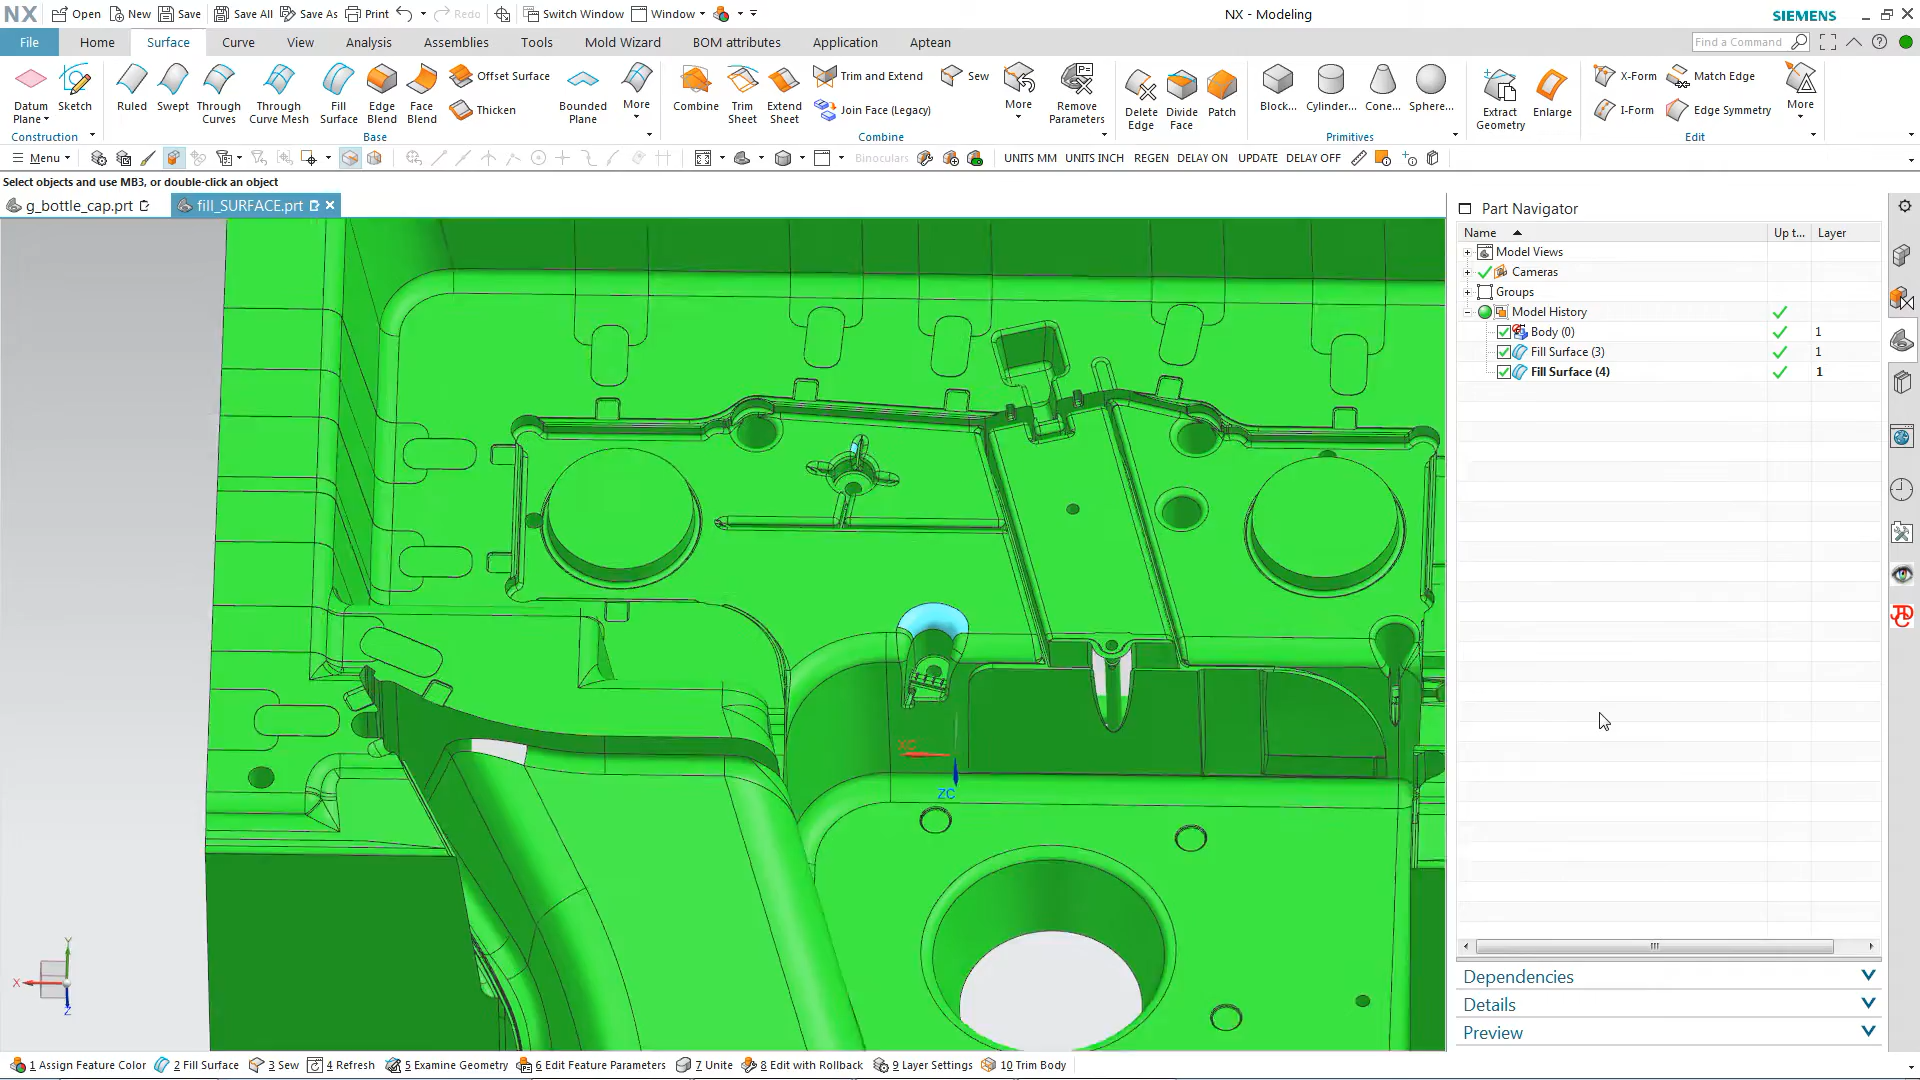 NX Open New Save Save All Save As Print Redo Switch Window Window NX - Modeling SIEMENS
File Home Surface Curve View Analysis Assemblies Tools Mold Wizard BOM attributes Application Aptean Find a Command
Offset Surface Trim and Extend Sew X-Form Match Edge
Datum Plane Sketch Ruled Swept Through Curves Through Curve Mesh Fill Surface Edge Blend Face Blend Thicken Bounded Plane More Combine Trim Sheet Extend Sheet Join Face (Legacy) More Remove Parameters Delete Edge Divide Face Patch Block... Cylinder... Cone... Sphere... Extract Geometry Enlarge I-Form Edge Symmetry More
Construction Base Combine Primitives Edit
Menu Binoculars UNITS MM UNITS INCH REGEN DELAY ON UPDATE DELAY OFF
Select objects and use MB3, or double-click an object
g_bottle_cap.prt fill_SURFACE.prt
Part Navigator
Name Up t... Layer
Model Views
Cameras
Groups
Model History
Body (0) 1
Fill Surface (3) 1
Fill Surface (4) 1
XC
ZC
Y
X
Z
Dependencies
Details
Preview
1 Assign Feature Color 2 Fill Surface 3 Sew 4 Refresh 5 Examine Geometry 6 Edit Feature Parameters 7 Unite 8 Edit with Rollback 9 Layer Settings 10 Trim Body